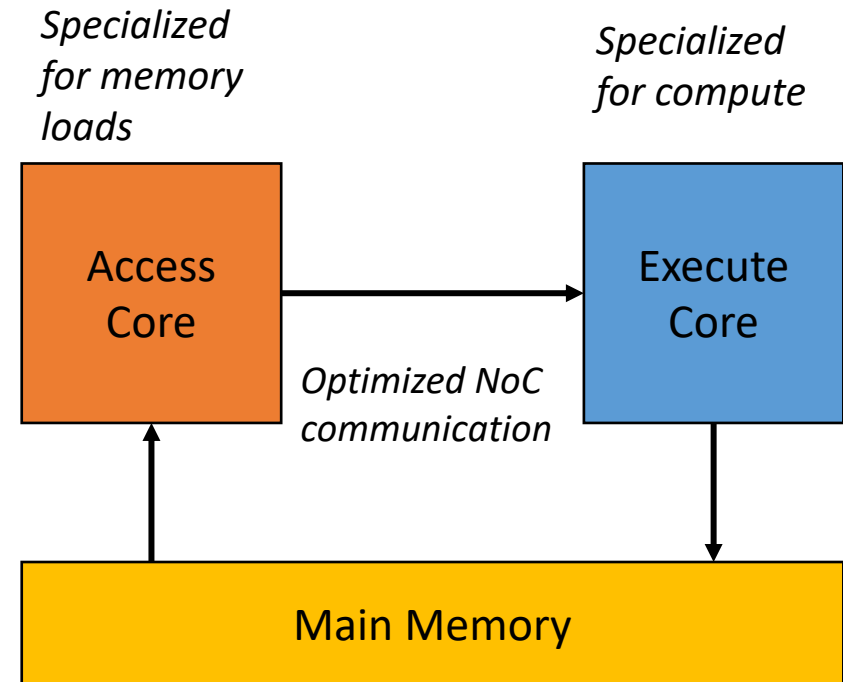 Specialized
for memory
loads
Specialized
for compute
Access
Core
Execute
Core
Optimized NoC
communication
Main Memory